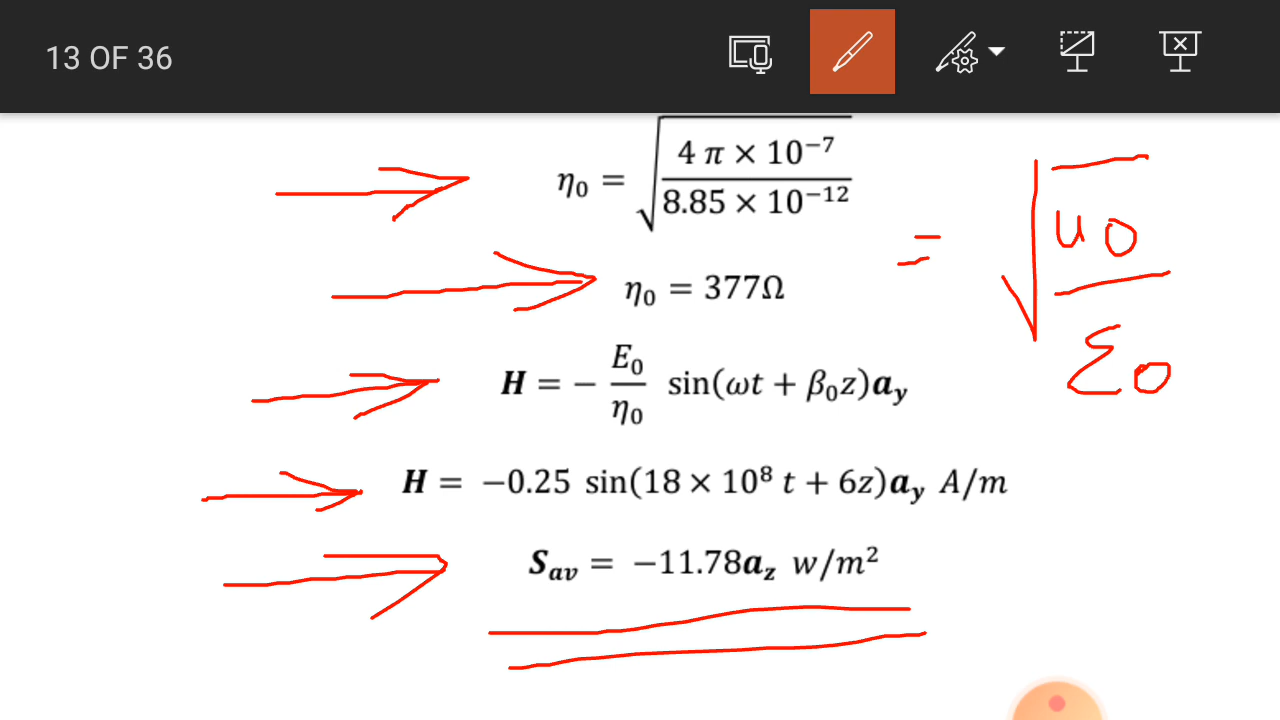 13 OF 36
η₀ = √(4 π × 10⁻⁷ / 8.85 × 10⁻¹²)
= √(u0 / Ɛ0)
η₀ = 377Ω
H = − E₀/η₀ sin(ωt + β₀z)a_y
H = −0.25 sin(18 × 10⁸ t + 6z)a_y A/m
S_av = −11.78a_z w/m²